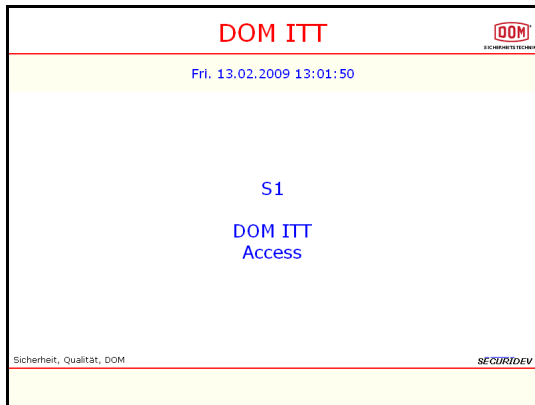 DOM ITT
DOM
SICHERHEITSTECHNIK
Fri. 13.02.2009 13:01:50
S1
DOM ITT
Access
Sicherheit, Qualität, DOM
SECURIDEV